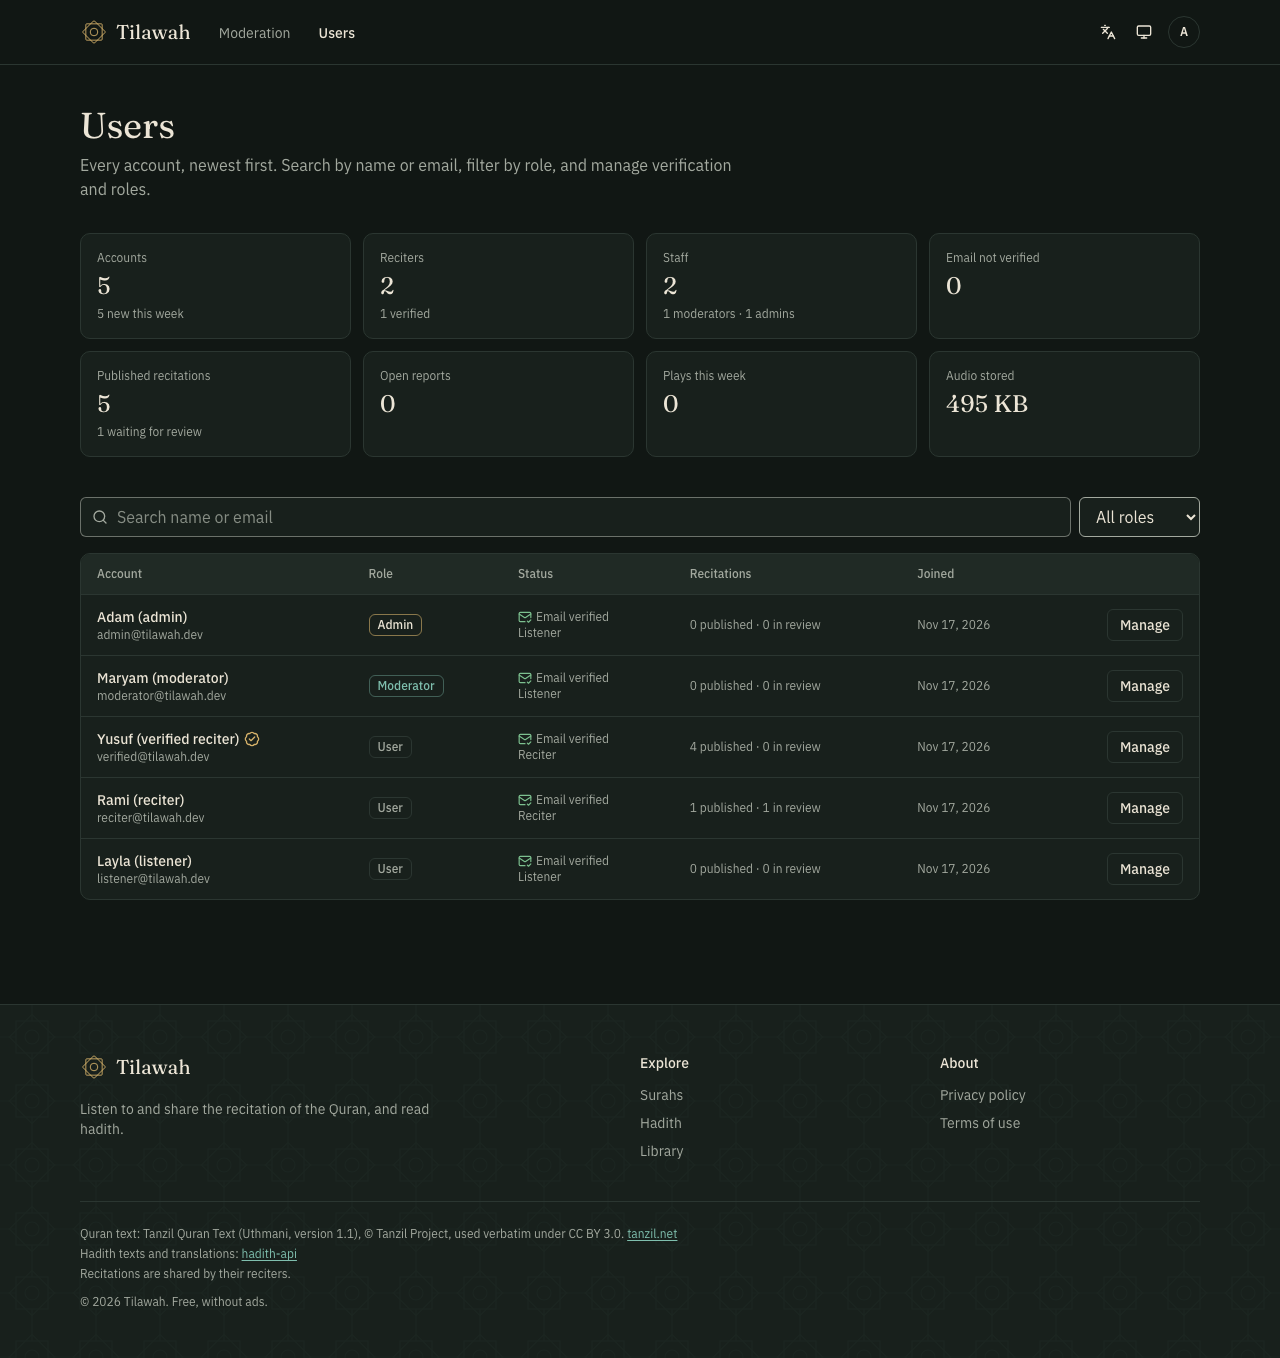 Tilawah Moderation Users A
Users
Every account, newest first. Search by name or email, filter by role, and manage verification
and roles.
Accounts
5
5 new this week
Reciters
2
1 verified
Staff
2
1 moderators · 1 admins
Email not verified
0
Published recitations
5
1 waiting for review
Open reports
0
Plays this week
0
Audio stored
495 KB
Search name or email
All roles
Account Role Status Recitations Joined
Adam (admin)
admin@tilawah.dev
Admin
Email verified
Listener
0 published · 0 in review
Nov 17, 2026
Manage
Maryam (moderator)
moderator@tilawah.dev
Moderator
Email verified
Listener
0 published · 0 in review
Nov 17, 2026
Manage
Yusuf (verified reciter)
verified@tilawah.dev
User
Email verified
Reciter
4 published · 0 in review
Nov 17, 2026
Manage
Rami (reciter)
reciter@tilawah.dev
User
Email verified
Reciter
1 published · 1 in review
Nov 17, 2026
Manage
Layla (listener)
listener@tilawah.dev
User
Email verified
Listener
0 published · 0 in review
Nov 17, 2026
Manage
Tilawah
Listen to and share the recitation of the Quran, and read
hadith.
Explore
Surahs
Hadith
Library
About
Privacy policy
Terms of use
Quran text: Tanzil Quran Text (Uthmani, version 1.1), © Tanzil Project, used verbatim under CC BY 3.0. tanzil.net
Hadith texts and translations: hadith-api
Recitations are shared by their reciters.
© 2026 Tilawah. Free, without ads.